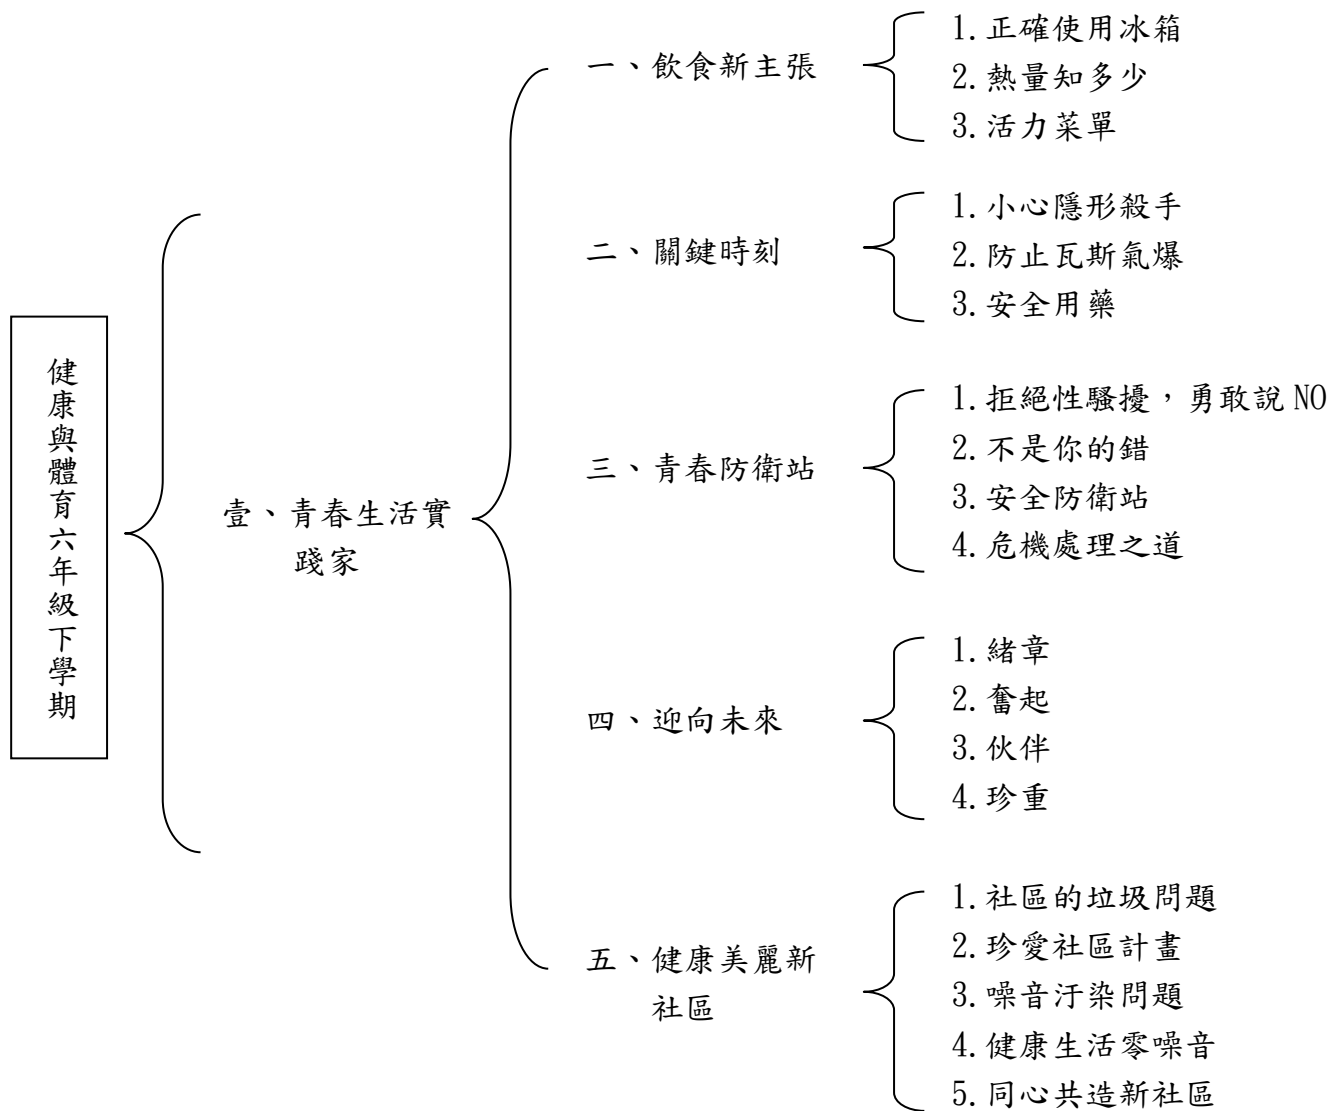 健康與體育六年級下學期
壹、青春生活實
踐家
一、飲食新主張
1.正確使用冰箱
2.熱量知多少
3.活力菜單
二、關鍵時刻
1.小心隱形殺手
2.防止瓦斯氣爆
3.安全用藥
三、青春防衛站
1.拒絕性騷擾，勇敢說 NO
2.不是你的錯
3.安全防衛站
4.危機處理之道
四、迎向未來
1.緒章
2.奮起
3.伙伴
4.珍重
五、健康美麗新
社區
1.社區的垃圾問題
2.珍愛社區計畫
3.噪音汙染問題
4.健康生活零噪音
5.同心共造新社區